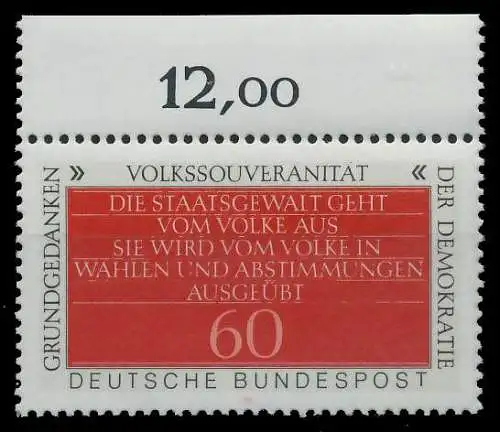 12,00
GRUNDGEDANKEN
» VOLKSSOUVERANITÄT «
DER DEMOKRATIE
DIE STAATSGEWALT GEHT
VOM VOLKE AUS
SIE WIRD VOM VOLKE IN
WAHLEN UND ABSTIMMUNGEN
AUSGEÜBT
60
DEUTSCHE BUNDESPOST